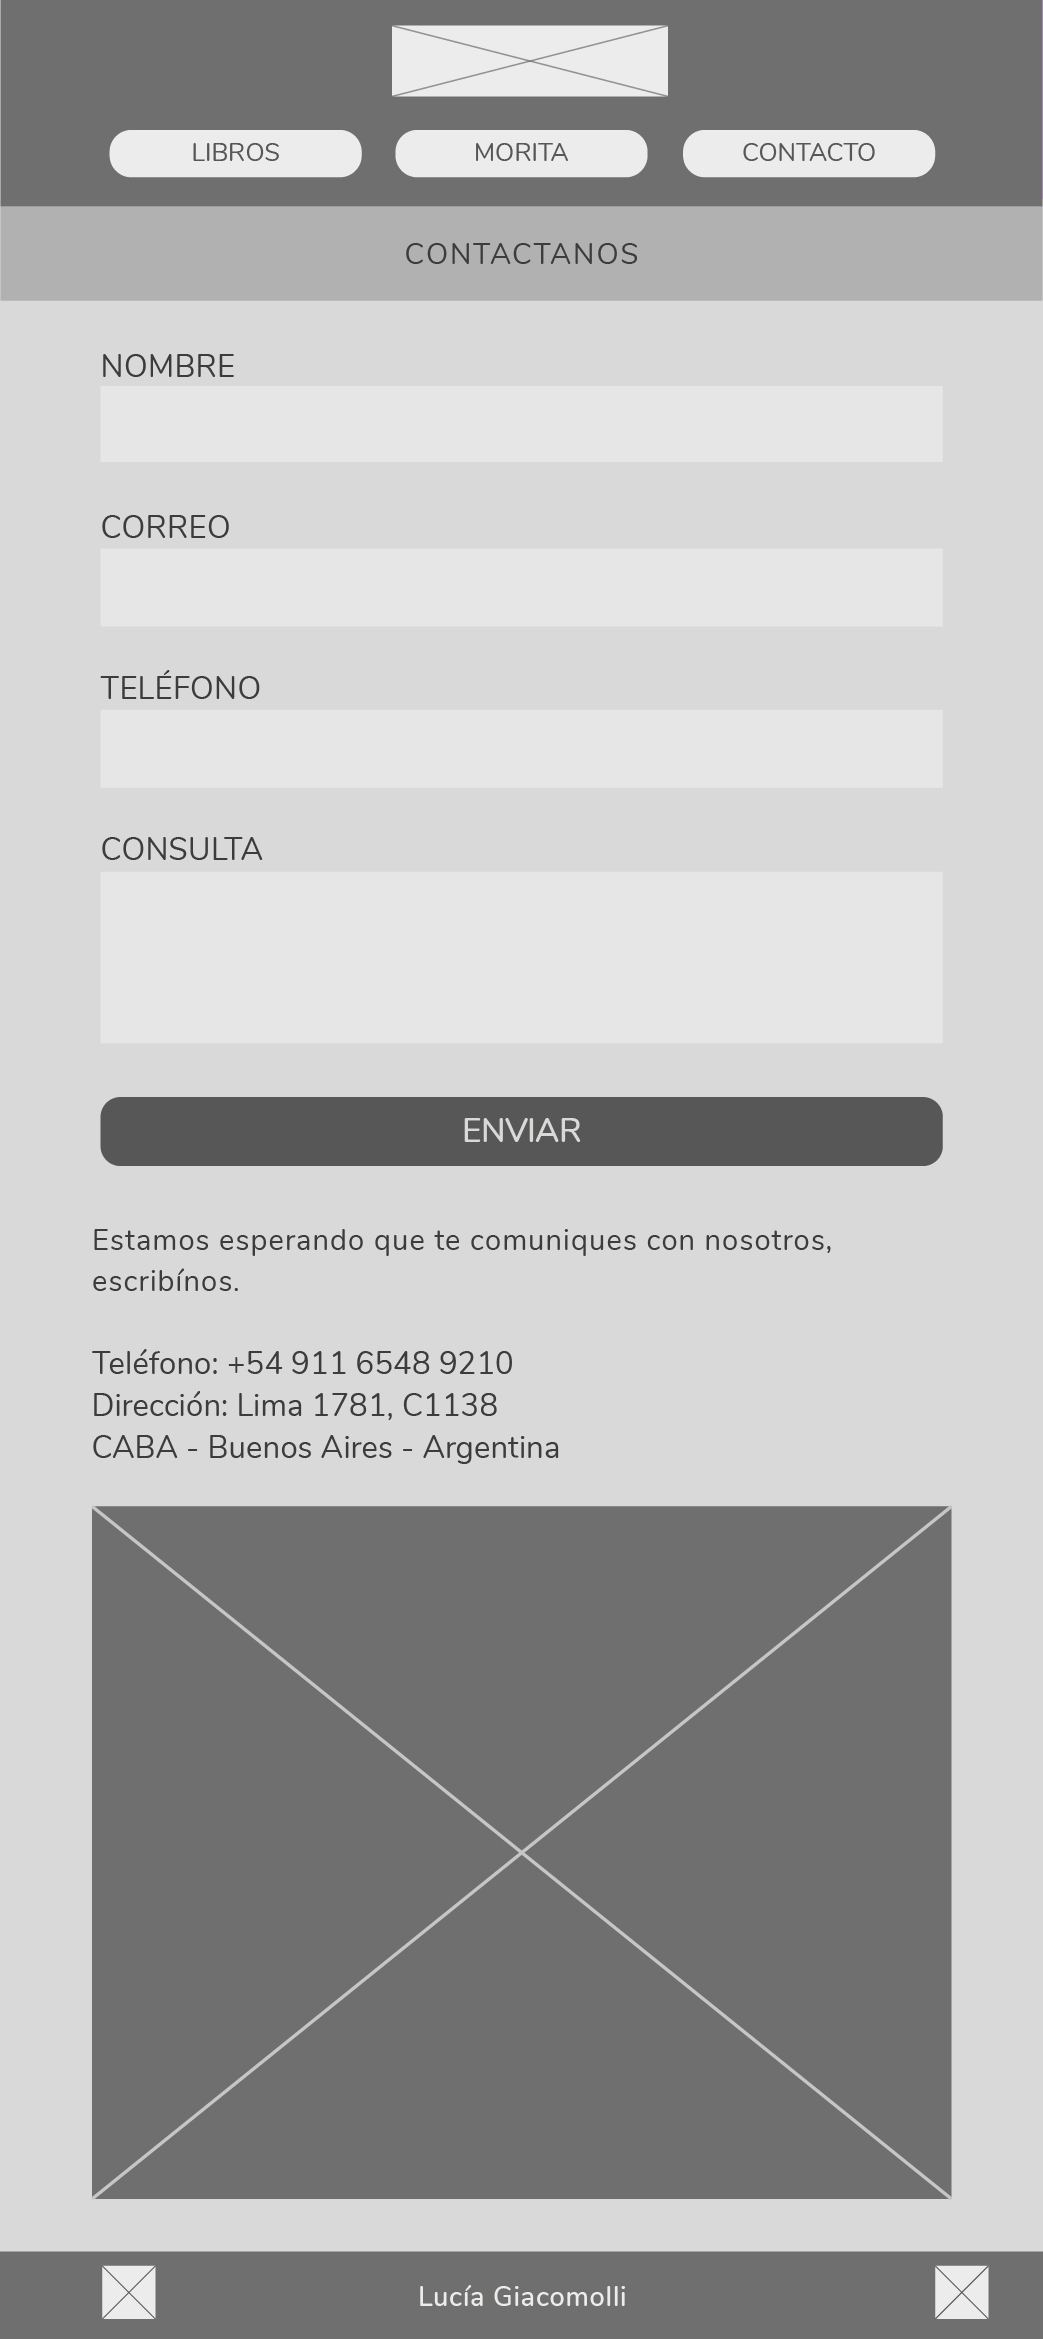 LIBROS MORITA CONTACTO
CONTACTANOS
NOMBRE
CORREO
TELÉFONO
CONSULTA
ENVIAR
Estamos esperando que te comuniques con nosotros,
escribínos.
Teléfono: +54 911 6548 9210
Dirección: Lima 1781, C1138
CABA - Buenos Aires - Argentina
Lucía Giacomolli